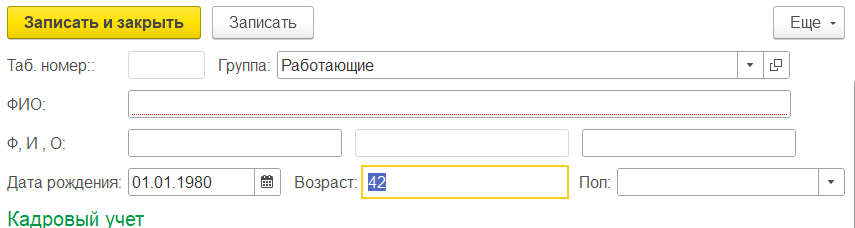 Записать и закрыть Записать Еще
Таб. номер:: Группа: Работающие
ФИО:
Ф, И , О:
Дата рождения: 01.01.1980 Возраст: 42 Пол:
Кадровый учет